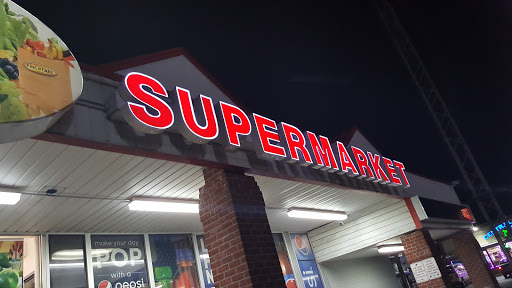 SUPERMARKET
make your day
POP
with a
pepsi